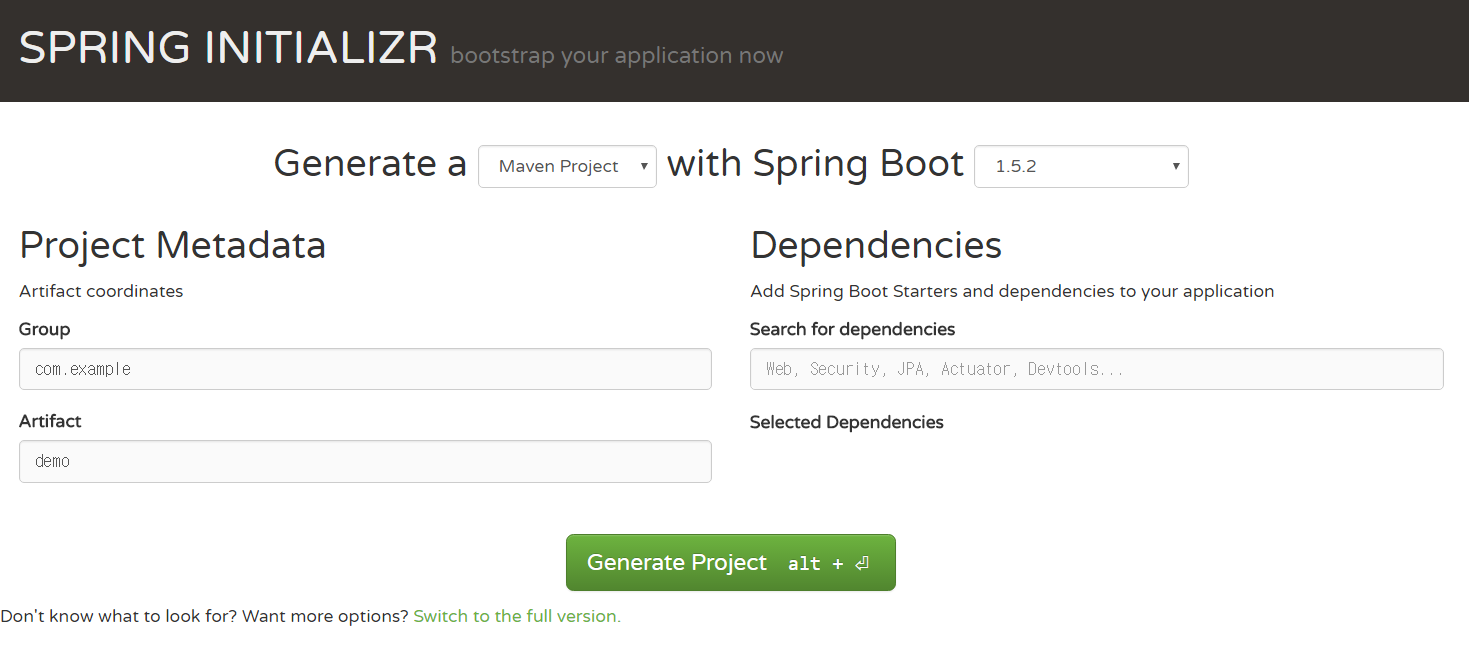 SPRING INITIALIZR bootstrap your application now
Generate a Maven Project with Spring Boot 1.5.2
Project Metadata
Artifact coordinates
Group
com.example
Artifact
demo
Dependencies
Add Spring Boot Starters and dependencies to your application
Search for dependencies
Web, Security, JPA, Actuator, Devtools...
Selected Dependencies
Generate Project alt + ⏎
Don't know what to look for? Want more options? Switch to the full version.